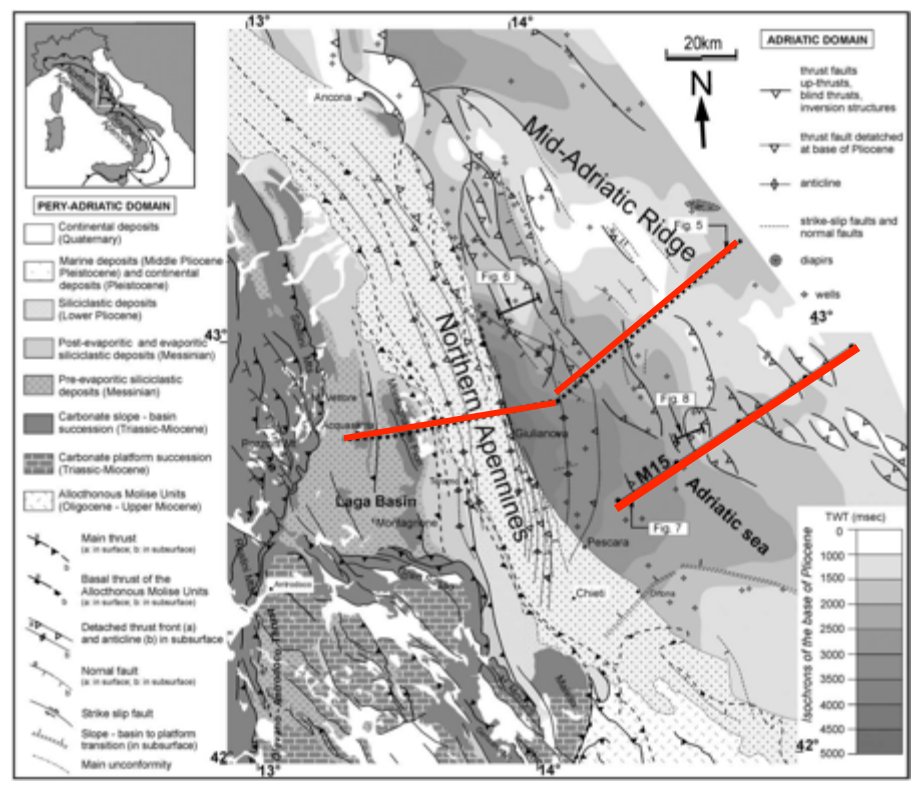 13°
14°
20km
N
ADRIATIC DOMAIN
thrust faults
up-thrusts,
blind thrusts,
inversion structures
thrust fault detatched
at base of Pliocene
anticline
strike-slip faults and
normal faults
diapirs
wells
43°
PERY-ADRIATIC DOMAIN
Continental deposits
(Quaternary)
Marine deposits (Middle Pliocene
Pleistocene) and continental
deposits (Pleistocene)
Siliciclastic deposits
(Lower Pliocene)
Post-evaporitic and evaporitic
siliciclastic deposits (Messinian)
Pre-evaporitic siliciclastic
deposits (Messinian)
Carbonate slope - basin
succession (Triassic-Miocene)
Carbonate platform succession
(Triassic-Miocene)
Allocthonous Molise Units
(Oligocene - Upper Miocene)
Main thrust
(a: in surface; b: in subsurface)
Basal thrust of the
Allocthonous Molise Units
(a: in surface; b: in subsurface)
Detached thrust front (a)
and anticline (b) in subsurface
Normal fault
(a: in surface; b: in subsurface)
Strike slip fault
Slope - basin to platform
transition (in subsurface)
Main unconformity
Ancona
Mid-Adriatic Ridge
Fig. 5
Fig. 6
43°
Northern Apennines
Vettore
Acquasanta
Giulianova
Fig. 8
M15
Adriatic sea
Fig. 7
Laga Basin
Teramo
Montagnone
Pescara
Chieti
Ortona
Antrodoco
42°
13°
14°
42°
TWT (msec)
Isochrons of the base of Pliocene
0
1000
1500
2000
2500
3000
3500
4000
4500
5000